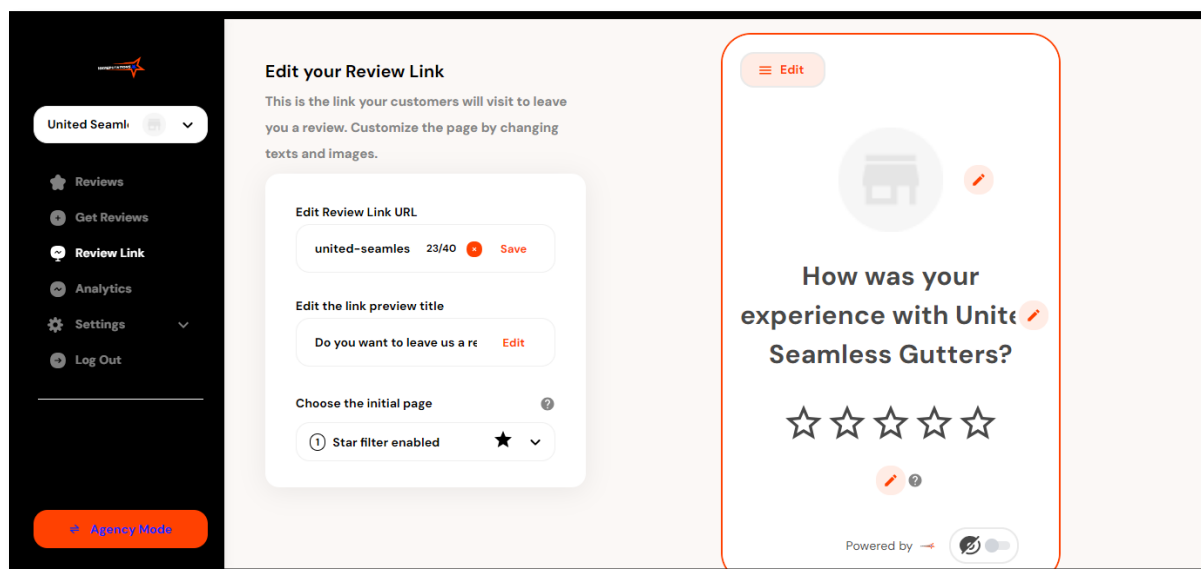 United Seaml
Reviews
Get Reviews
Review Link
Analytics
Settings
Log Out
Agency Mode
Edit your Review Link
This is the link your customers will visit to leave
you a review. Customize the page by changing
texts and images.
Edit Review Link URL
united-seamles 23/40 Save
Edit the link preview title
Do you want to leave us a re Edit
Choose the initial page
1 Star filter enabled
Edit
How was your
experience with Unite
Seamless Gutters?
Powered by